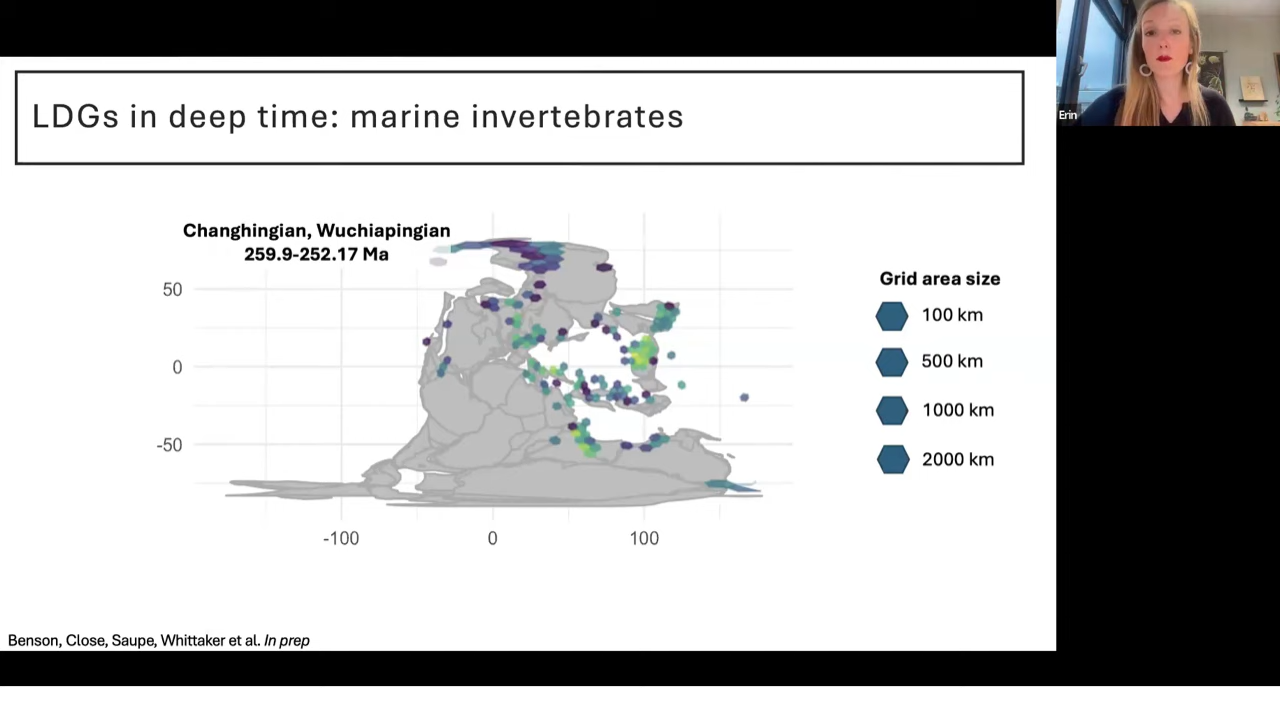 Erin
LDGs in deep time: marine invertebrates
Changhingian, Wuchiapingian
259.9-252.17 Ma
50
0
-50
-100
0
100
Grid area size
100 km
500 km
1000 km
2000 km
Benson, Close, Saupe, Whittaker et al. In prep